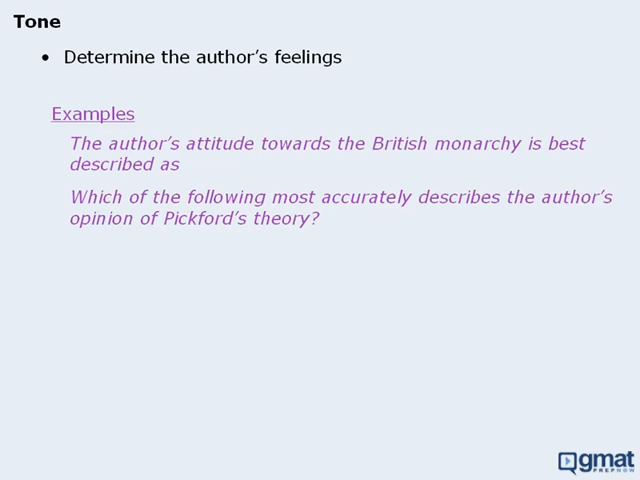 Tone
• Determine the author’s feelings
Examples
The author’s attitude towards the British monarchy is best
described as
Which of the following most accurately describes the author’s
opinion of Pickford’s theory?
gmat
PREPNOW